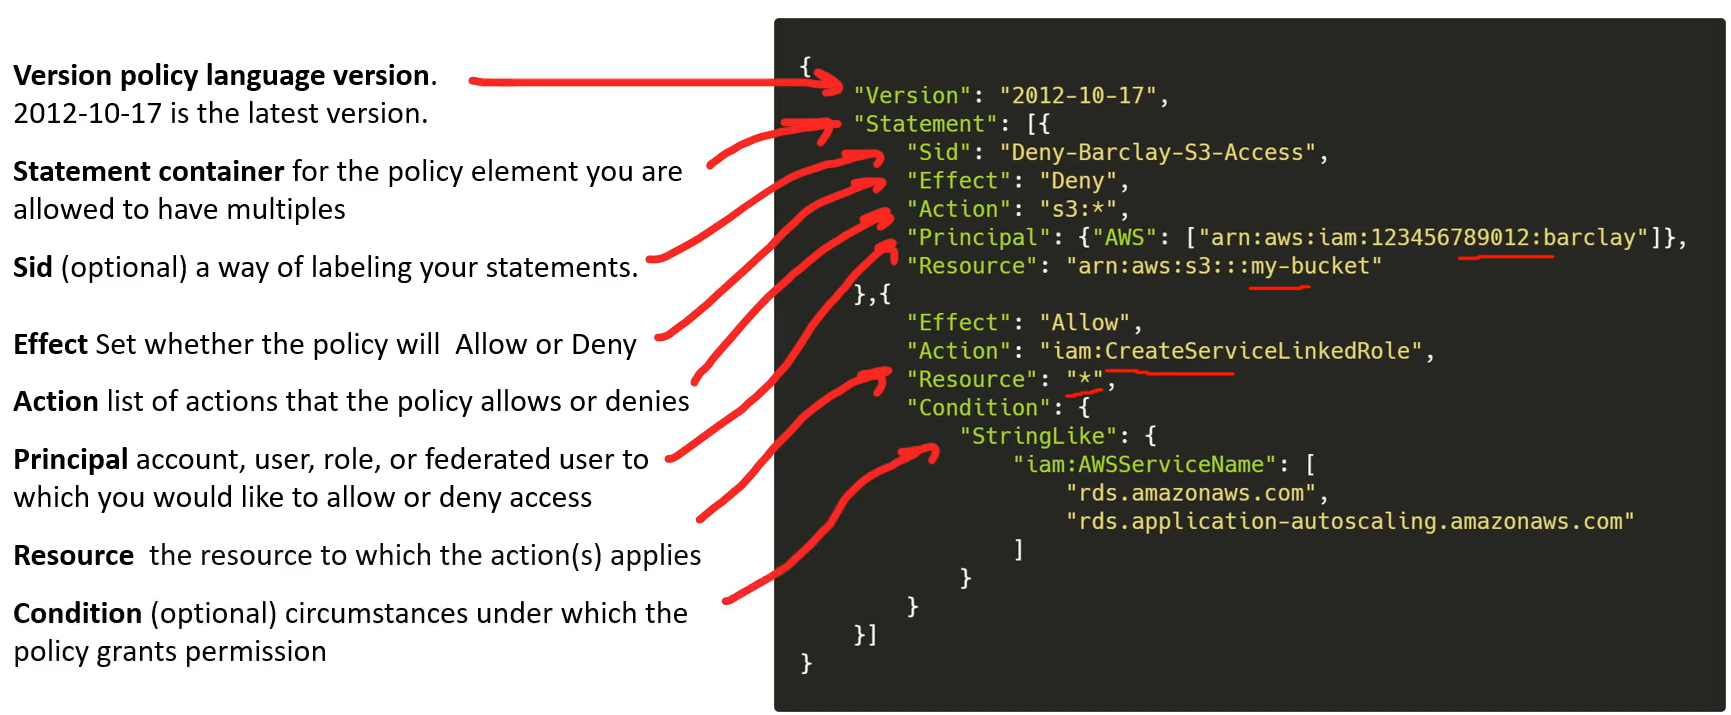 Version policy language version.
2012-10-17 is the latest version.
Statement container for the policy element you are
allowed to have multiples
Sid (optional) a way of labeling your statements.
Effect Set whether the policy will  Allow or Deny
Action list of actions that the policy allows or denies
Principal account, user, role, or federated user to
which you would like to allow or deny access
Resource  the resource to which the action(s) applies
Condition (optional) circumstances under which the
policy grants permission
{
    "Version": "2012-10-17",
    "Statement": [{
        "Sid": "Deny-Barclay-S3-Access",
        "Effect": "Deny",
        "Action": "s3:*",
        "Principal": {"AWS": ["arn:aws:iam:123456789012:barclay"]},
        "Resource": "arn:aws:s3:::my-bucket"
    },{
        "Effect": "Allow",
        "Action": "iam:CreateServiceLinkedRole",
        "Resource": "*",
        "Condition": {
            "StringLike": {
                "iam:AWSServiceName": [
                    "rds.amazonaws.com",
                    "rds.application-autoscaling.amazonaws.com"
                ]
            }
        }
    }]
}